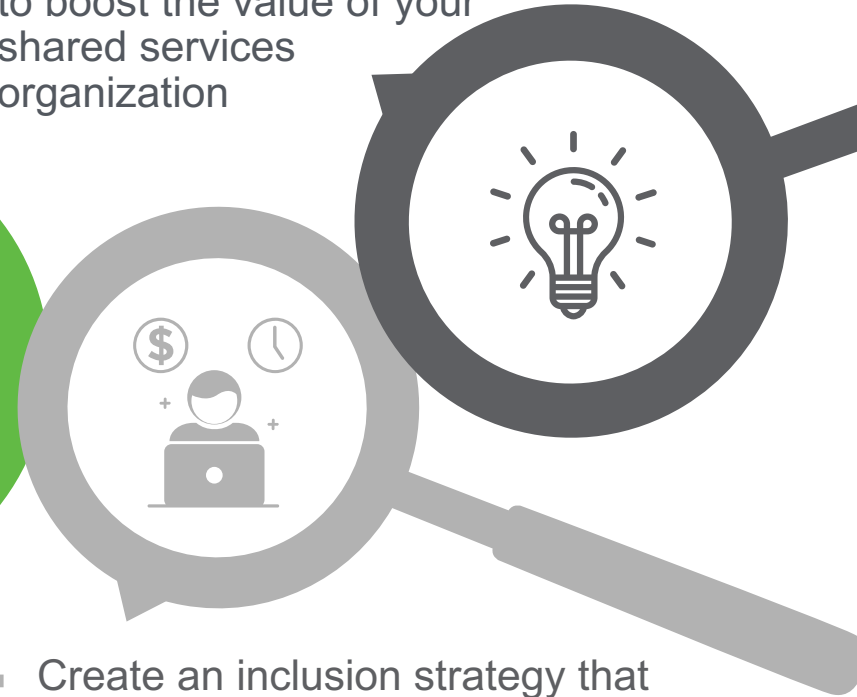 to boost the value of your
shared services
organization
$
Create an inclusion strategy that